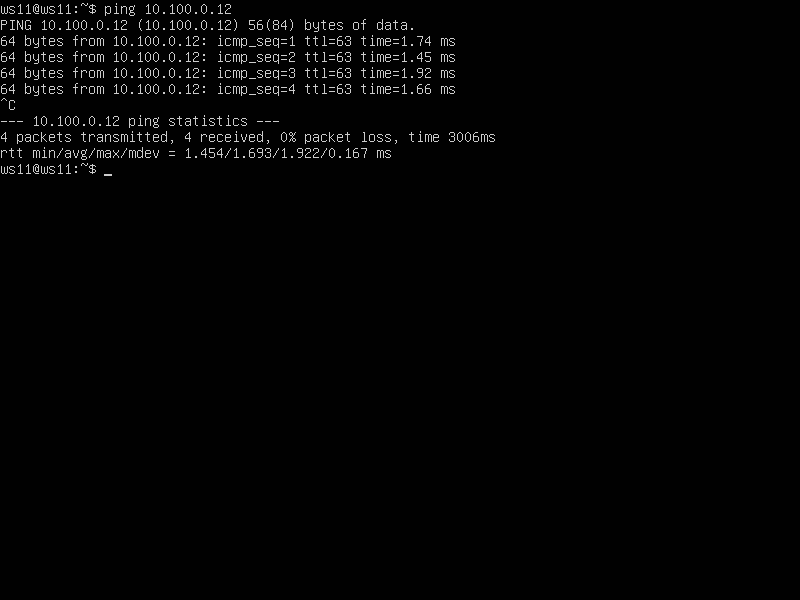 ws11@ws11:~$ ping 10.100.0.12
PING 10.100.0.12 (10.100.0.12) 56(84) bytes of data.
64 bytes from 10.100.0.12: icmp_seq=1 ttl=63 time=1.74 ms
64 bytes from 10.100.0.12: icmp_seq=2 ttl=63 time=1.45 ms
64 bytes from 10.100.0.12: icmp_seq=3 ttl=63 time=1.92 ms
64 bytes from 10.100.0.12: icmp_seq=4 ttl=63 time=1.66 ms
^C
--- 10.100.0.12 ping statistics ---
4 packets transmitted, 4 received, 0% packet loss, time 3006ms
rtt min/avg/max/mdev = 1.454/1.693/1.922/0.167 ms
ws11@ws11:~$ _